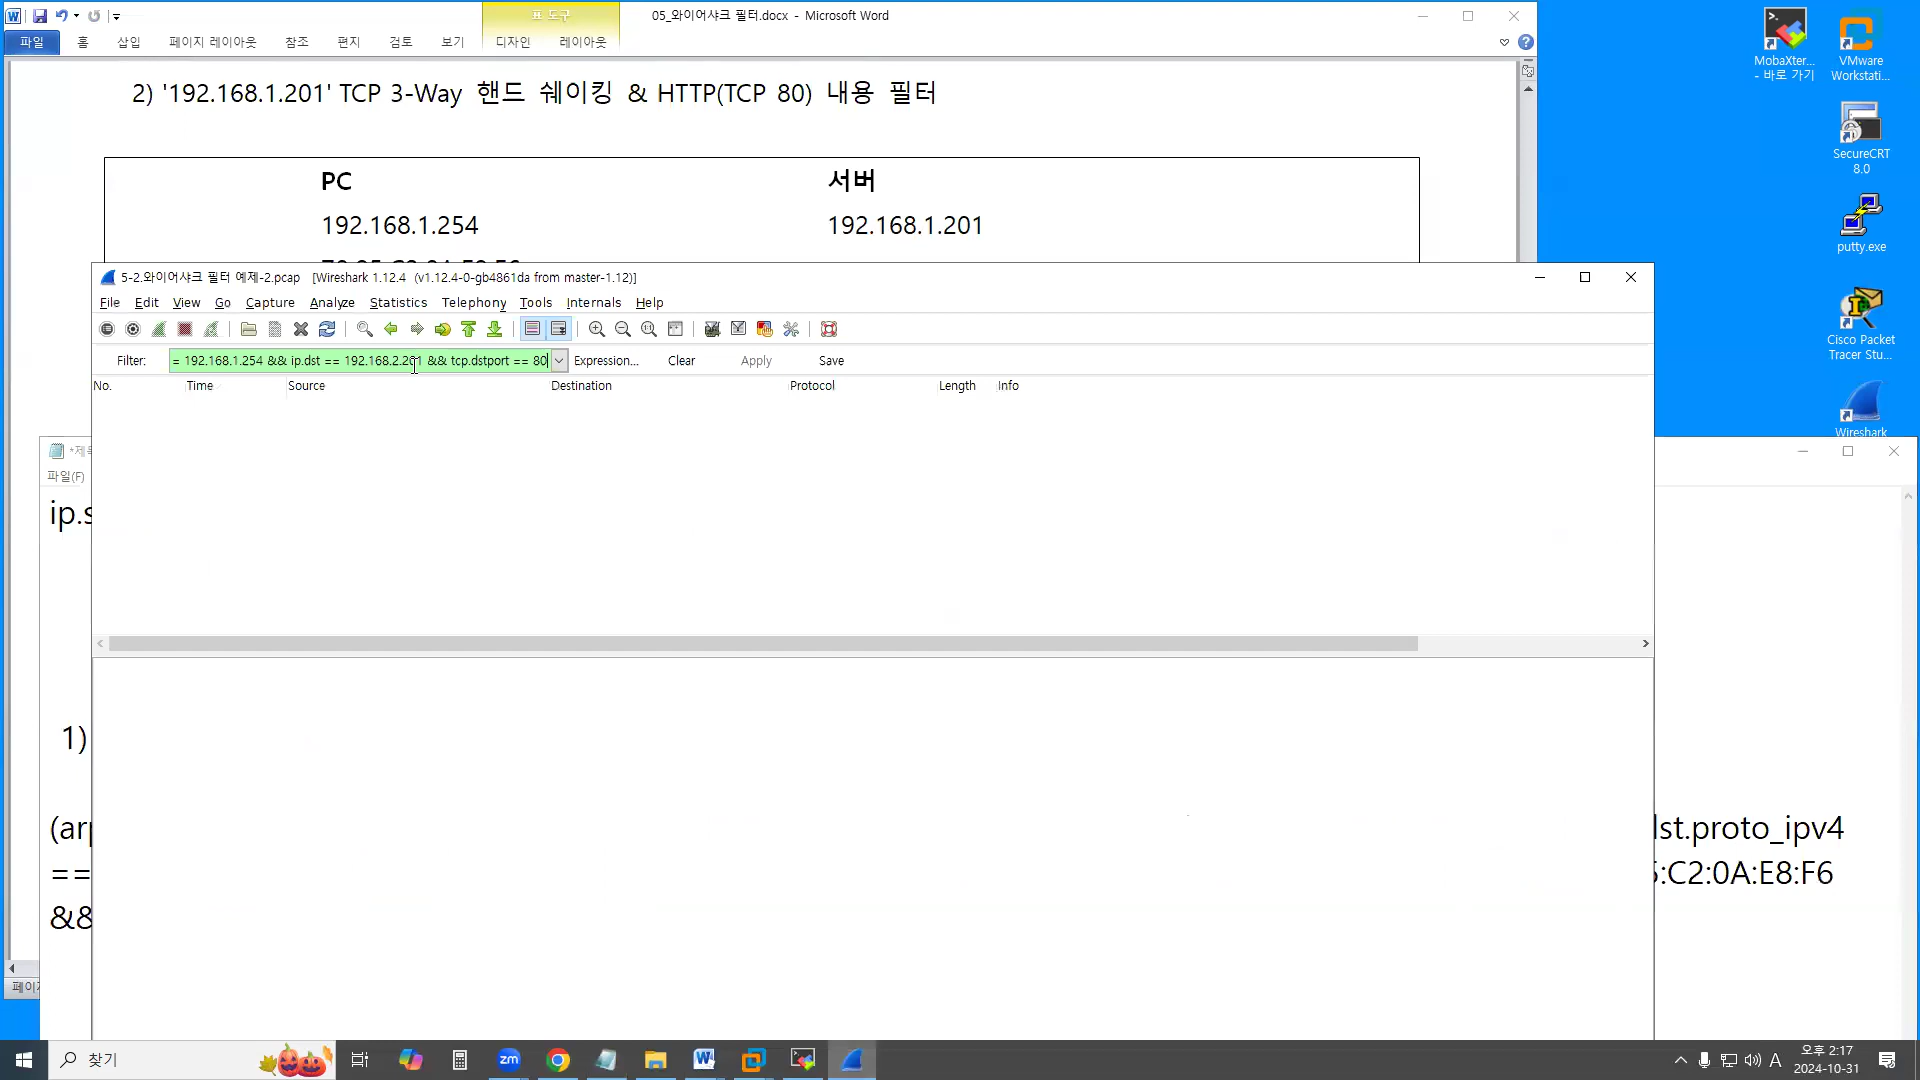 표 도구
05_와이어샤크 필터.docx - Microsoft Word
파일 홈 삽입 페이지 레이아웃 참조 편지 검토 보기 디자인 레이아웃
2) '192.168.1.201' TCP 3-Way 핸드 쉐이킹 & HTTP(TCP 80) 내용 필터
PC 서버
192.168.1.254 192.168.1.201
5-2.와이어샤크 필터 예제-2.pcap [Wireshark 1.12.4 (v1.12.4-0-gb4861da from master-1.12)]
File Edit View Go Capture Analyze Statistics Telephony Tools Internals Help
Filter: = 192.168.1.254 && ip.dst == 192.168.2.201 && tcp.dstport == 80 Expression... Clear Apply Save
No. Time Source Destination Protocol Length Info
파일(F)
ip.s
1)
(arp lst.proto_ipv4
== :C2:0A:E8:F6
&&
MobaXter... - 바로 가기
VMware Workstati...
SecureCRT 8.0
putty.exe
Cisco Packet Tracer Stu...
Wireshark
찾기
zm
A
오후 2:17
2024-10-31